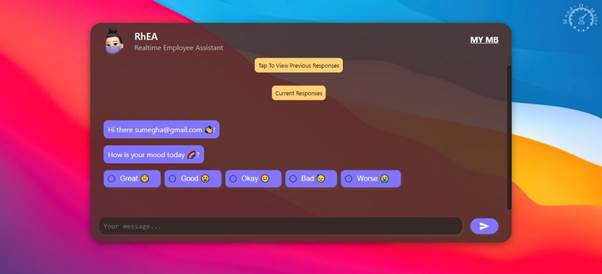 RhEA
Realtime Employee Assistant
MY MB
Tap To View Previous Responses
Current Responses
Hi there sumegha@gmail.com 👋!
How is your mood today 🌈?
Great Good Okay Bad Worse
Your message...